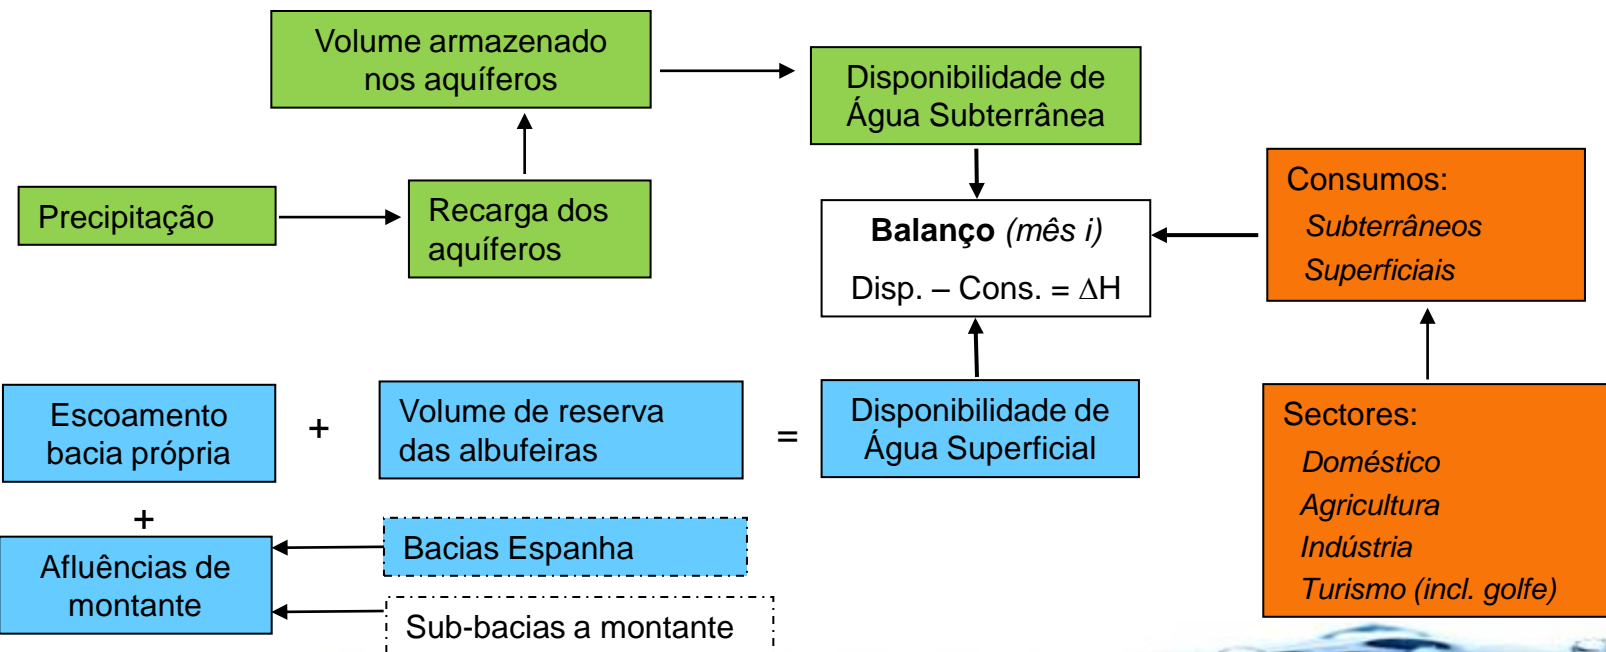 Volume armazenado
nos aquíferos
Disponibilidade de
Água Subterrânea
Precipitação
Recarga dos
aquíferos
Balanço (mês i)
Disp. – Cons. = ΔH
Consumos:
Subterrâneos
Superficiais
Escoamento
bacia própria
+
Volume de reserva
das albufeiras
=
Disponibilidade de
Água Superficial
+
Afluências de
montante
Bacias Espanha
Sub-bacias a montante
Sectores:
Doméstico
Agricultura
Indústria
Turismo (incl. golfe)